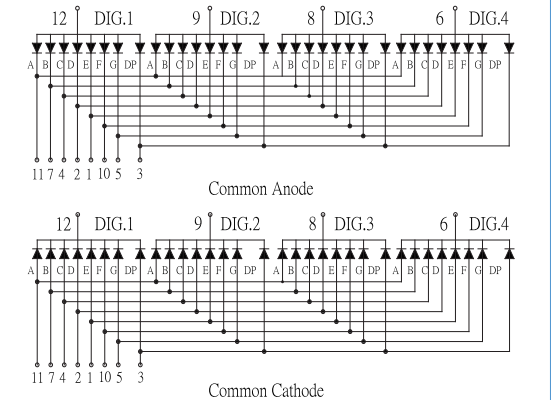 12 DIG.1 9 DIG.2 8 DIG.3 6 DIG.4
A B C D E F G DP A B C D E F G DP A B C D E F G DP A B C D E F G DP
11 7 4 2 1 10 5 3
Common Anode
12 DIG.1 9 DIG.2 8 DIG.3 6 DIG.4
A B C D E F G DP A B C D E F G DP A B C D E F G DP A B C D E F G DP
11 7 4 2 1 10 5 3
Common Cathode